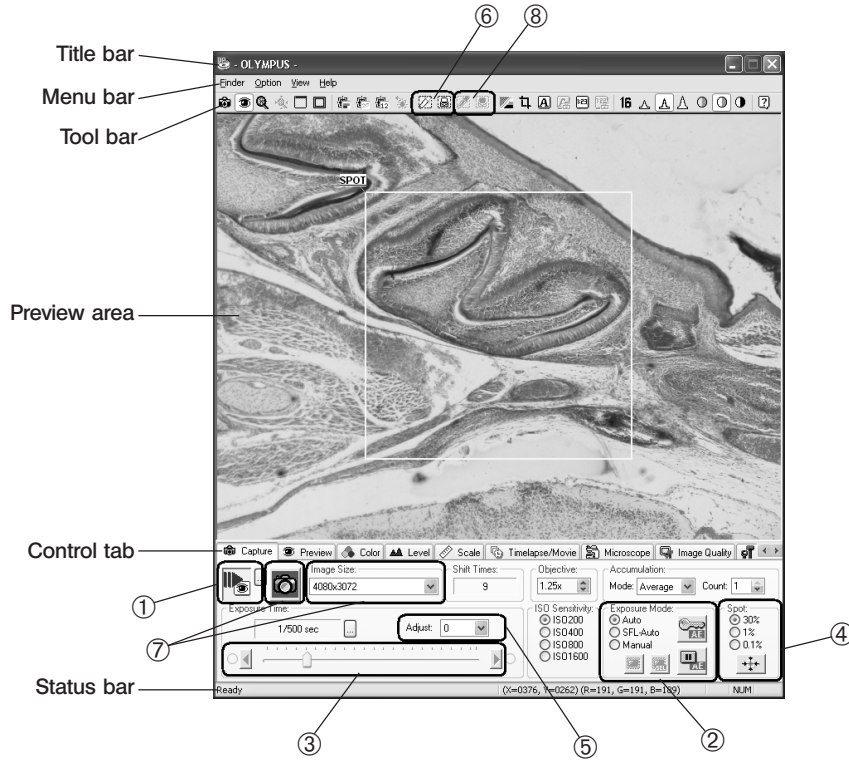 ⑥ ⑧
Title bar
- OLYMPUS -
Menu bar
Finder Option View Help
Tool bar
12 A 123 16 A A A ?
SPOT
Preview area
Control tab
Capture Preview Color Level Scale Timelapse/Movie Microscope Image Quality
Image Size: Shift Times: Objective: Accumulation:
4080x3072 9 1.25x Mode: Average Count: 1
①
Exposure Time: ISO Sensitivity: Exposure Mode: Spot:
1/500 sec ... Adjust: 0
ISO200 Auto 30%
ISO400 SFL-Auto AE 1%
ISO800 Manual 0.1%
ISO1600 AE
④
⑦
Status bar
Ready (X=0376, Y=0262) (R=191, G=191, B=189) NUM
③ ⑤ ②